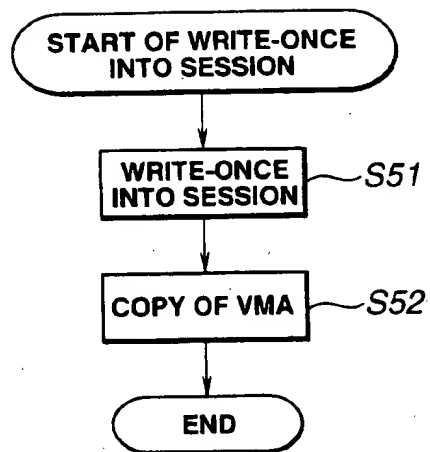 START OF WRITE-ONCE
INTO SESSION
WRITE-ONCE
INTO SESSION
S51
COPY OF VMA
S52
END